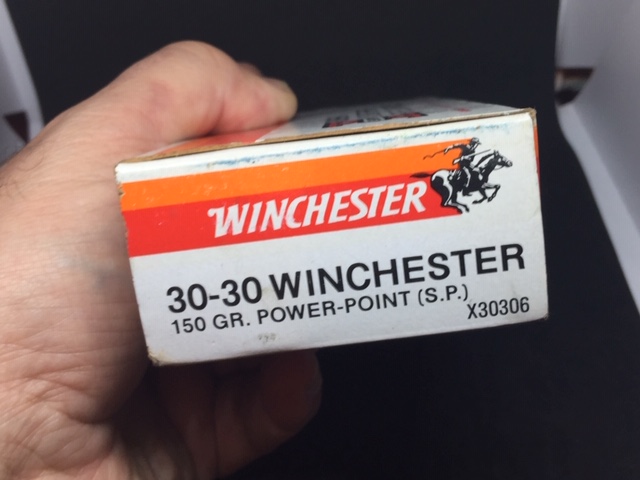 WINCHESTER
30-30 WINCHESTER
150 GR. POWER-POINT (S.P.)
X30306